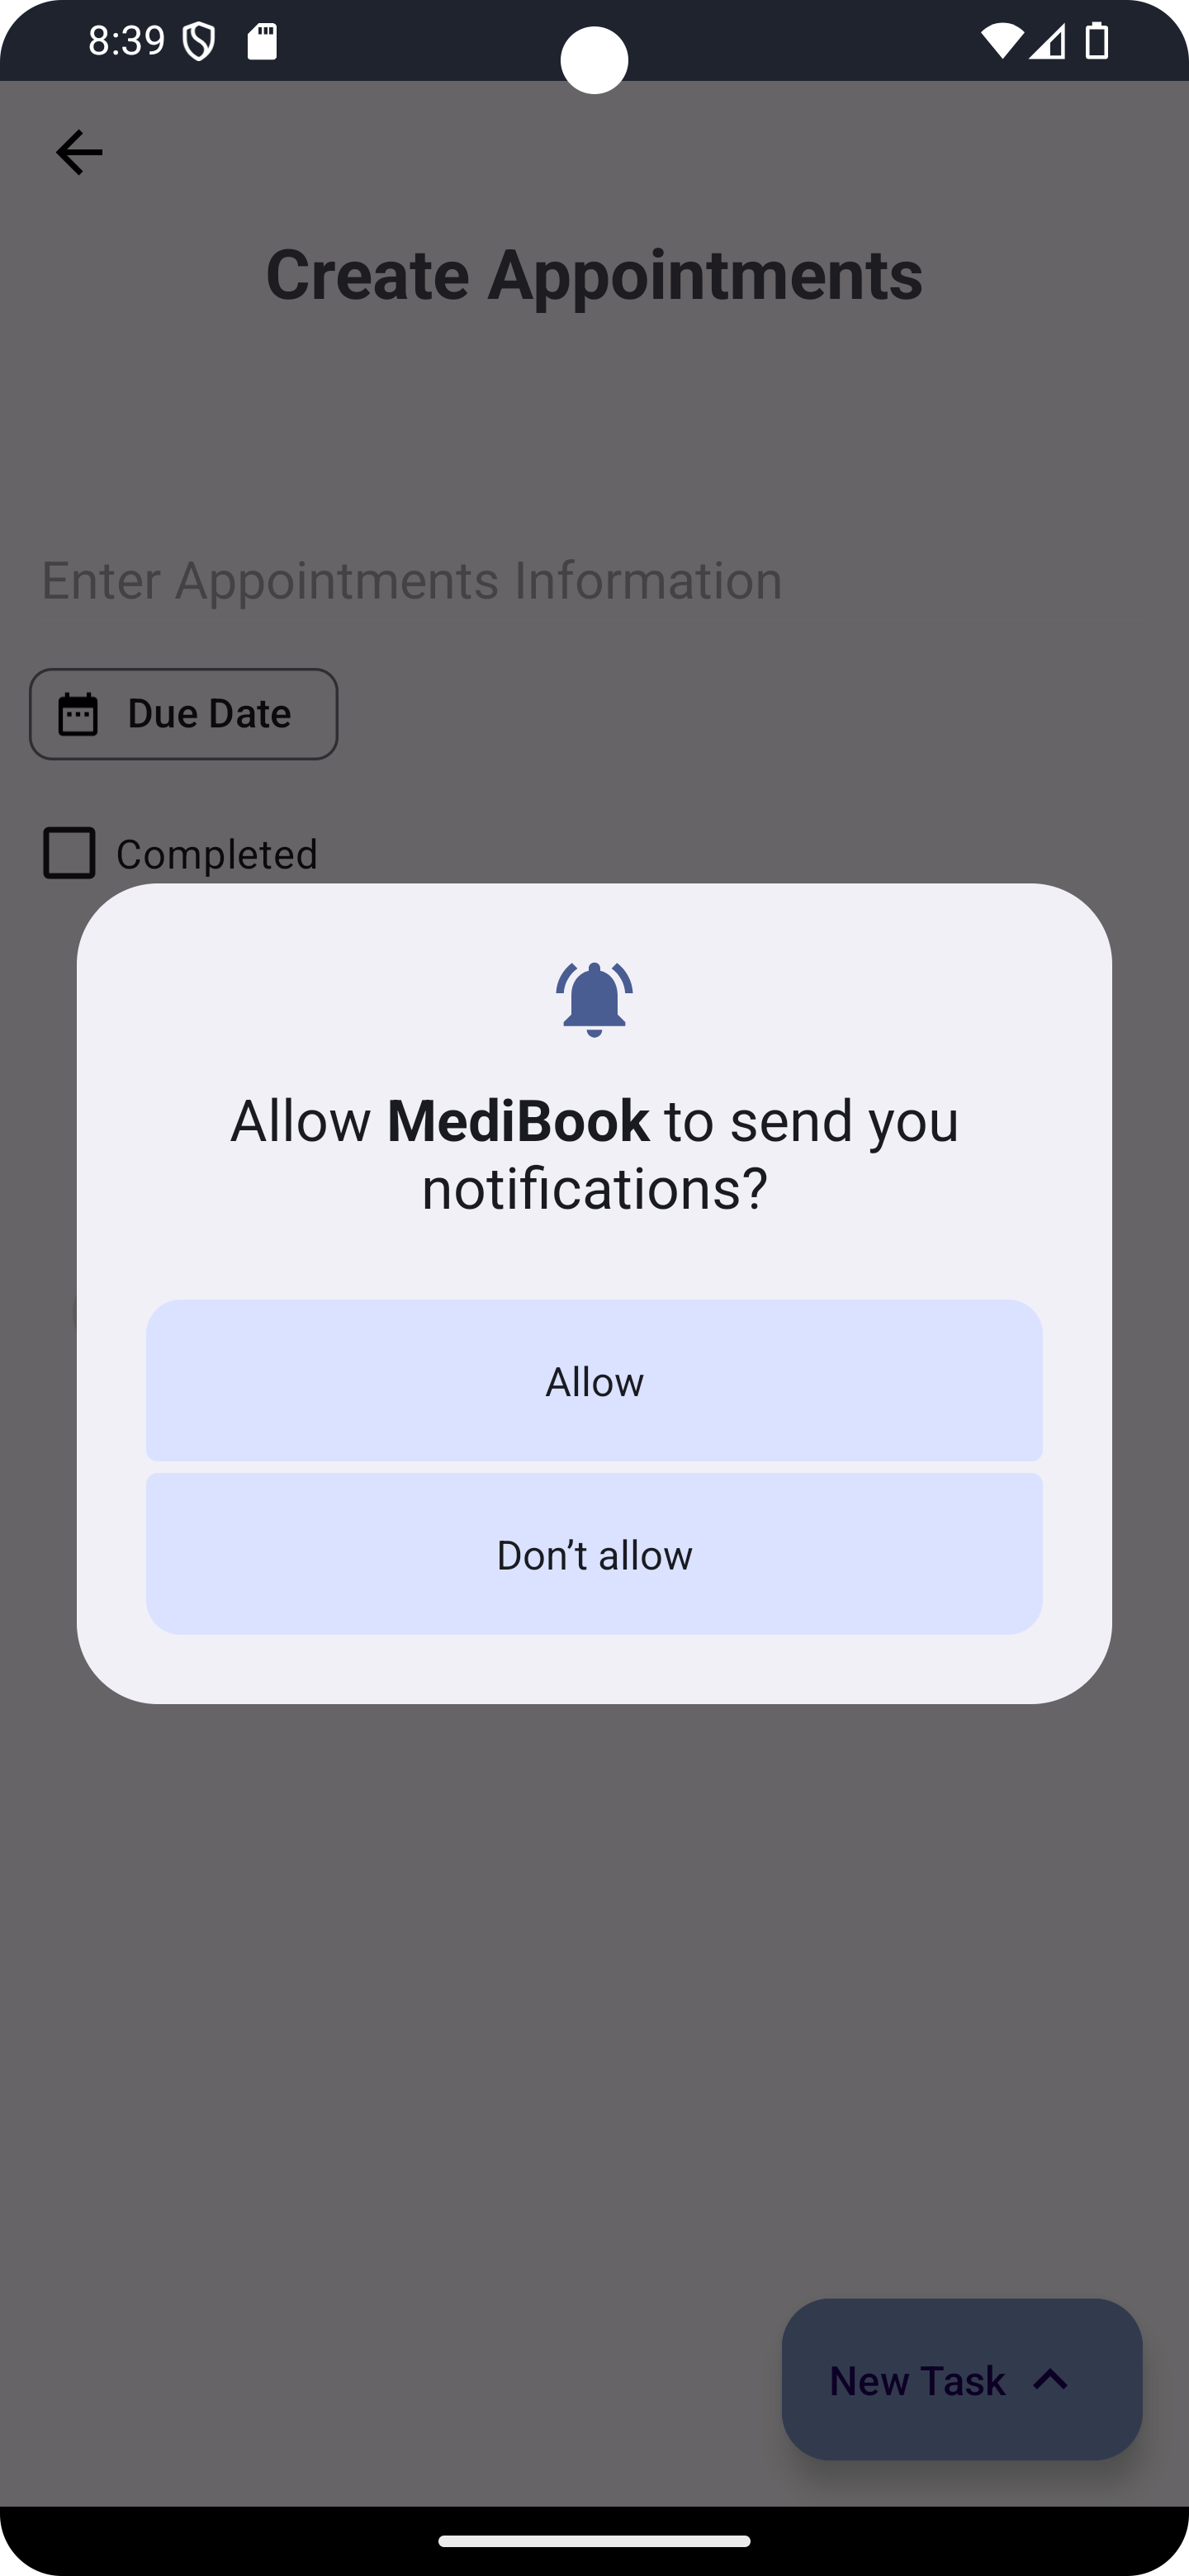 8:39
Create Appointments
Enter Appointments Information
Due Date
Completed
Allow MediBook to send you
notifications?
Allow
Don’t allow
New Task